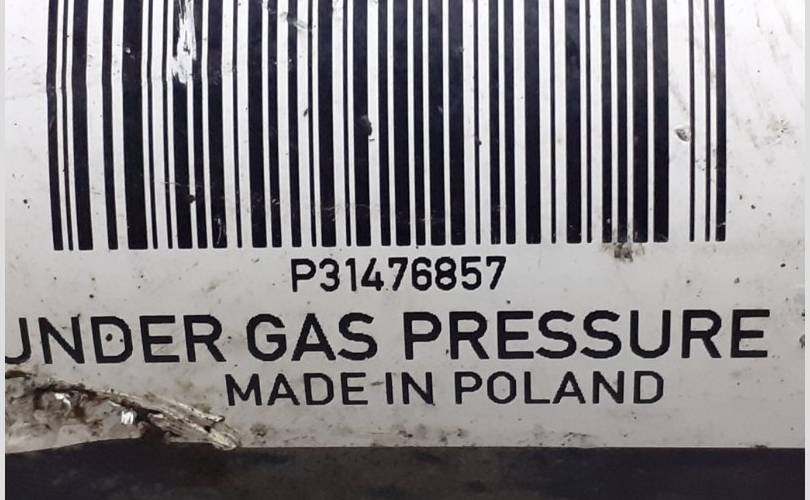 P31476857
UNDER GAS PRESSURE
MADE IN POLAND